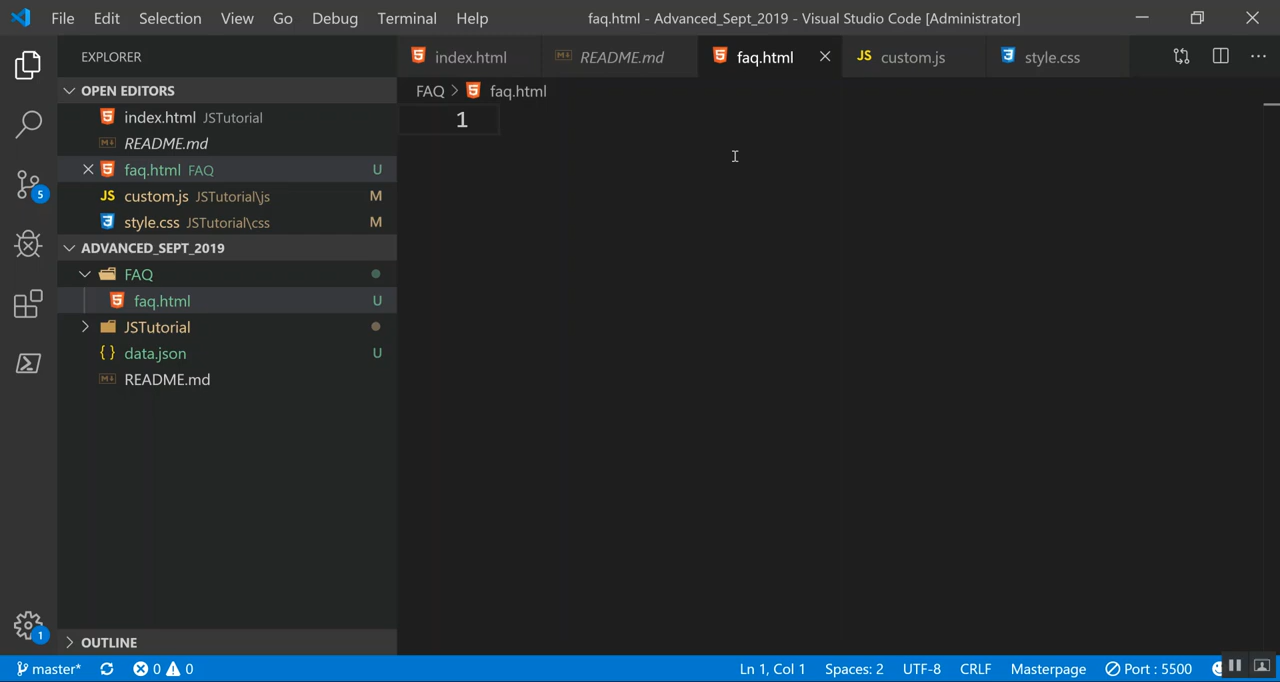 File Edit Selection View Go Debug Terminal Help faq.html - Advanced_Sept_2019 - Visual Studio Code [Administrator]
EXPLORER
index.html README.md faq.html JS custom.js style.css
OPEN EDITORS
FAQ > faq.html
index.html JSTutorial
1
README.md
faq.html FAQ U
JS custom.js JSTutorial\js M
style.css JSTutorial\css M
5
ADVANCED_SEPT_2019
FAQ
faq.html U
JSTutorial
{ } data.json U
README.md
1
OUTLINE
master* 0 0 Ln 1, Col 1 Spaces: 2 UTF-8 CRLF Masterpage Port : 5500